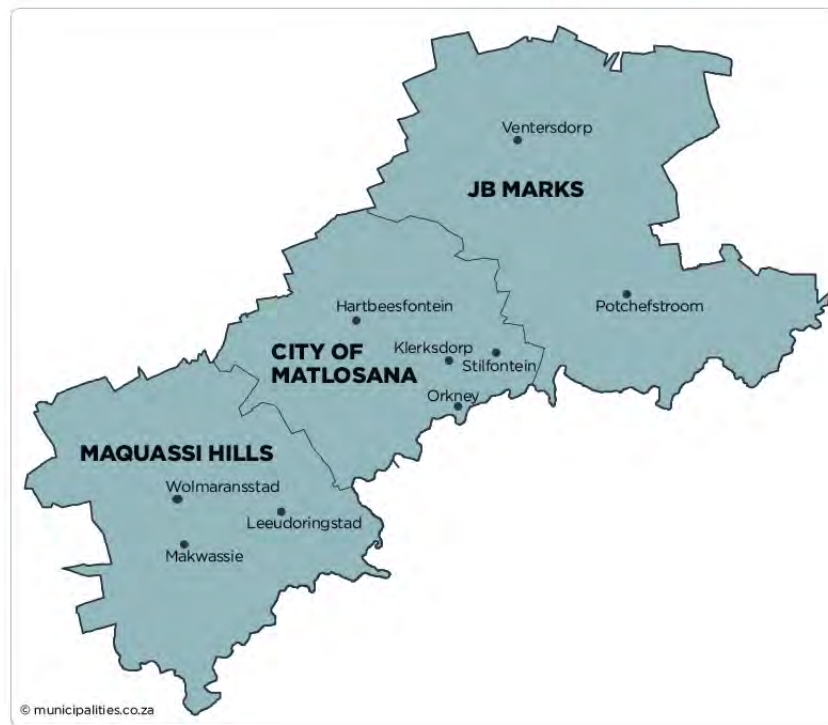 Ventersdorp
JB MARKS
Potchefstroom
Hartbeesfontein
CITY OF
MATLOSANA
Klerksdorp
Stilfontein
Orkney
MAQUASSI HILLS
Wolmaransstad
Leeudoringstad
Makwassie
© municipalities.co.za